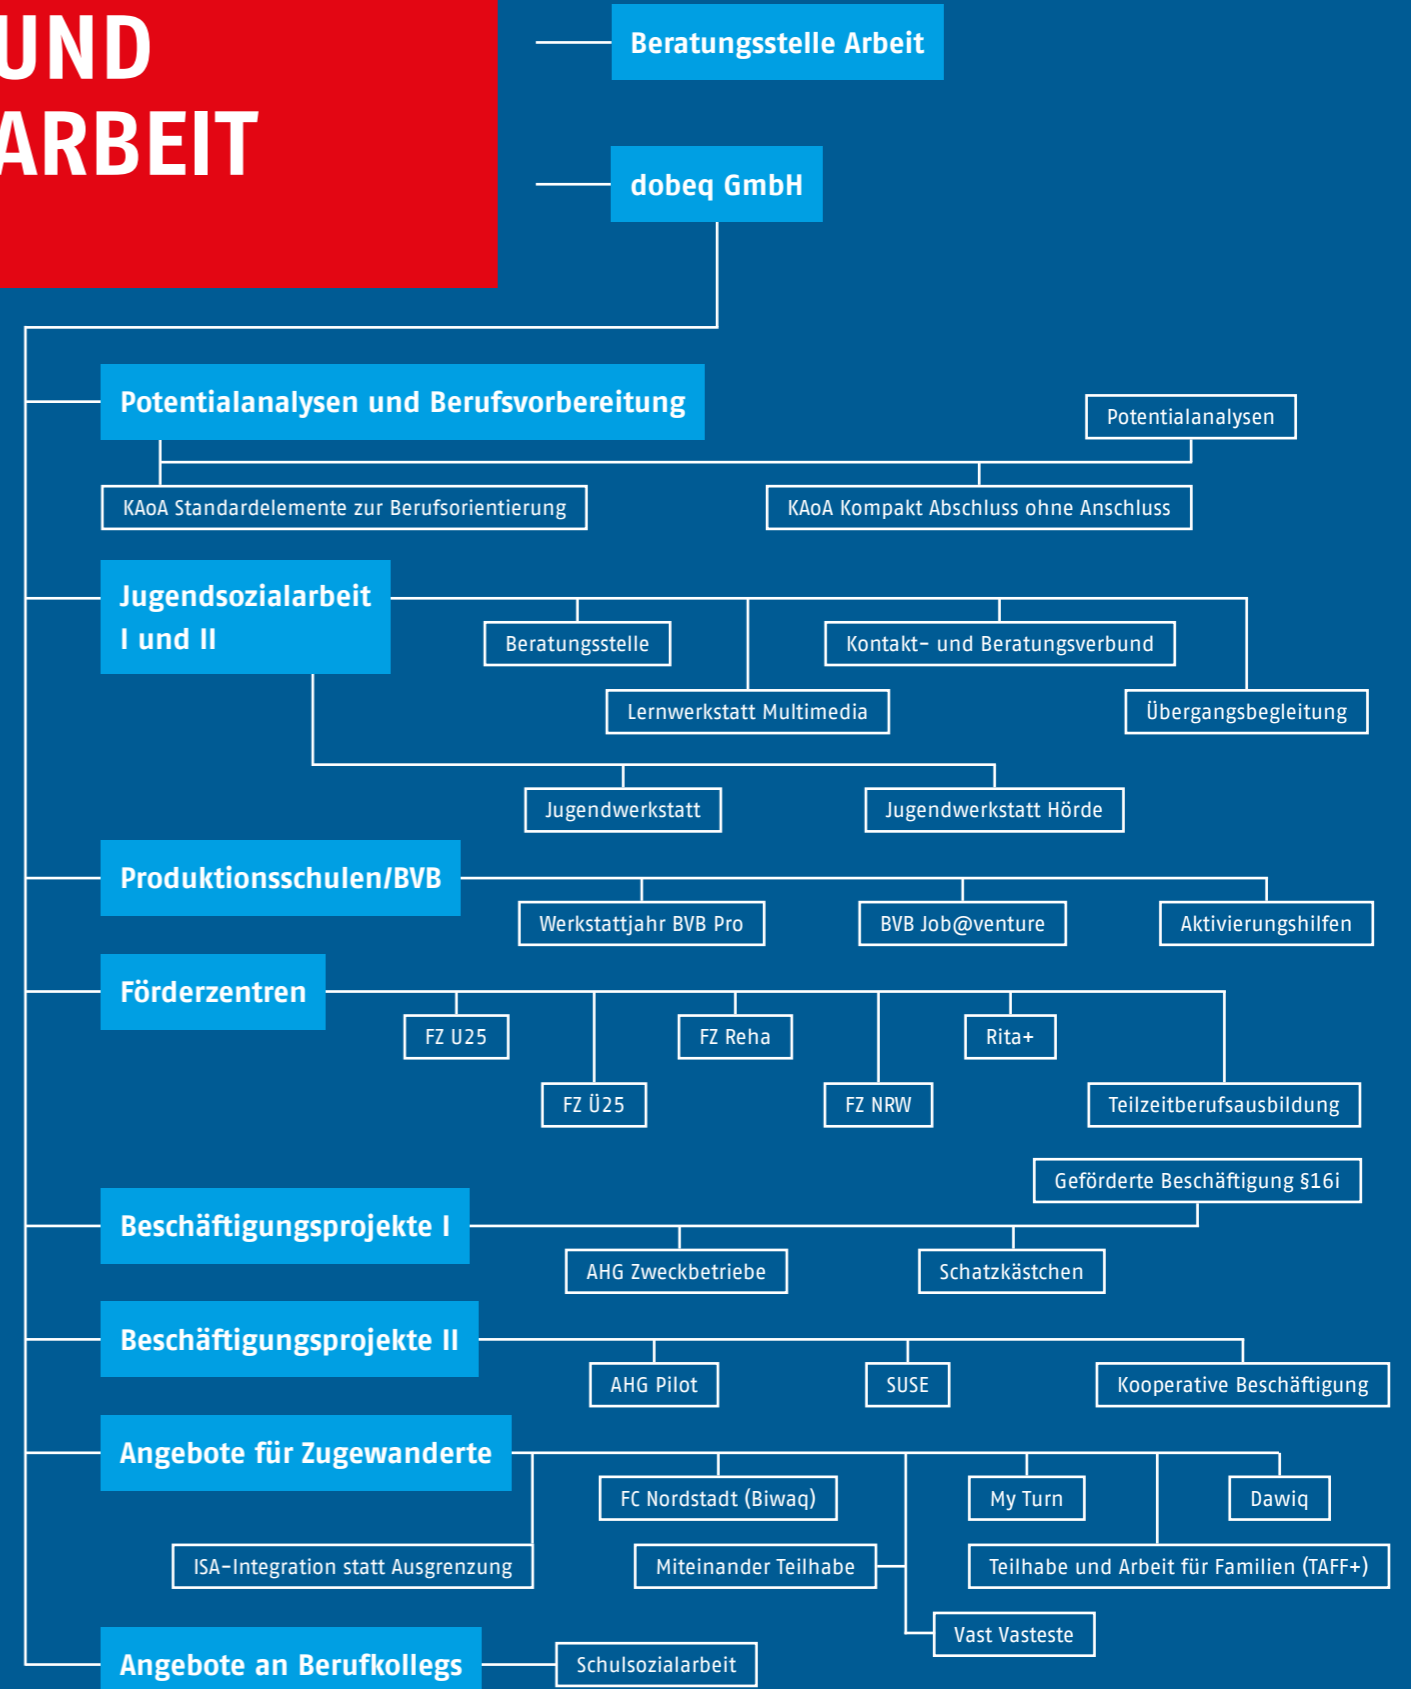 UND
ARBEIT
Beratungsstelle Arbeit
dobeq GmbH
Potentialanalysen und Berufsvorbereitung
Potentialanalysen
KAoA Standardelemente zur Berufsorientierung
KAoA Kompakt Abschluss ohne Anschluss
Jugendsozialarbeit
I und II
Beratungsstelle
Kontakt- und Beratungsverbund
Lernwerkstatt Multimedia
Übergangsbegleitung
Jugendwerkstatt
Jugendwerkstatt Hörde
Produktionsschulen/BVB
Werkstattjahr BVB Pro
BVB Job@venture
Aktivierungshilfen
Förderzentren
FZ U25
FZ Reha
Rita+
FZ Ü25
FZ NRW
Teilzeitberufsausbildung
Geförderte Beschäftigung §16i
Beschäftigungsprojekte I
AHG Zweckbetriebe
Schatzkästchen
Beschäftigungsprojekte II
AHG Pilot
SUSE
Kooperative Beschäftigung
Angebote für Zugewanderte
FC Nordstadt (Biwaq)
My Turn
Dawiq
ISA-Integration statt Ausgrenzung
Miteinander Teilhabe
Teilhabe und Arbeit für Familien (TAFF+)
Vast Vasteste
Angebote an Berufkollegs
Schulsozialarbeit